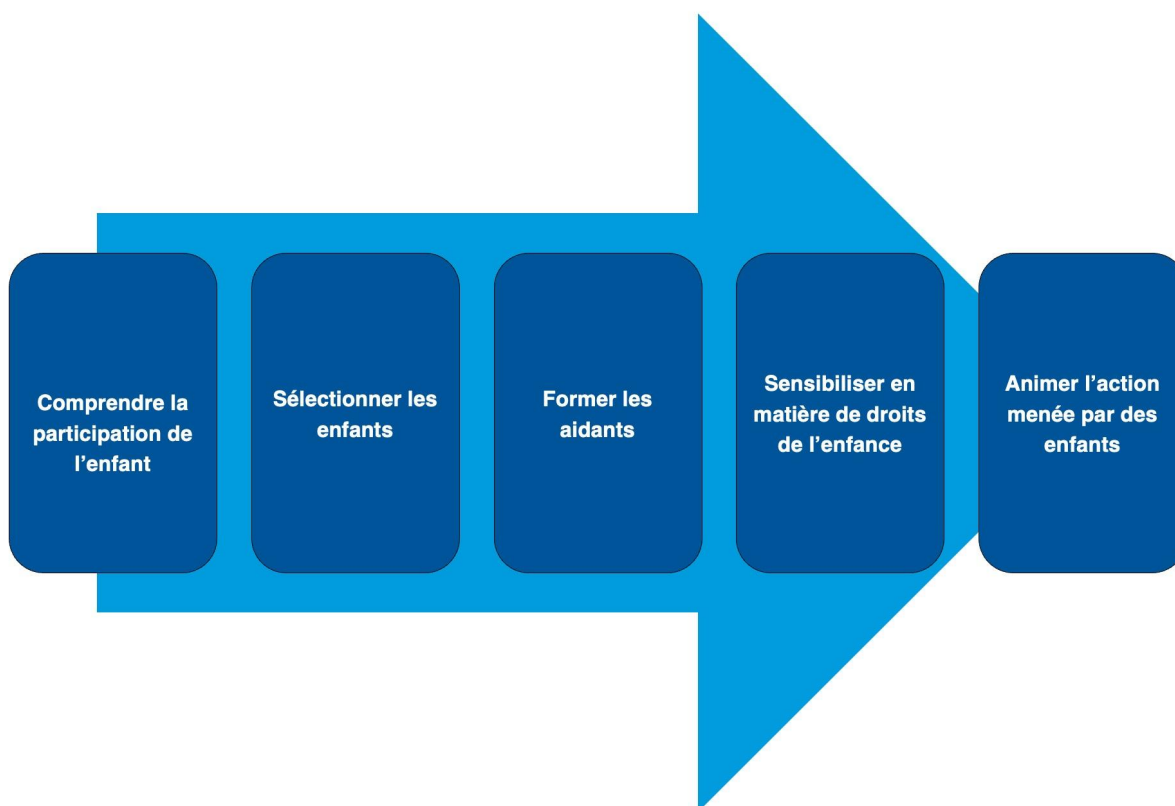 Comprendre la
participation de
l’enfant
Sélectionner les
enfants
Former les
aidants
Sensibiliser en
matière de droits
de l’enfance
Animer l’action
menée par des
enfants